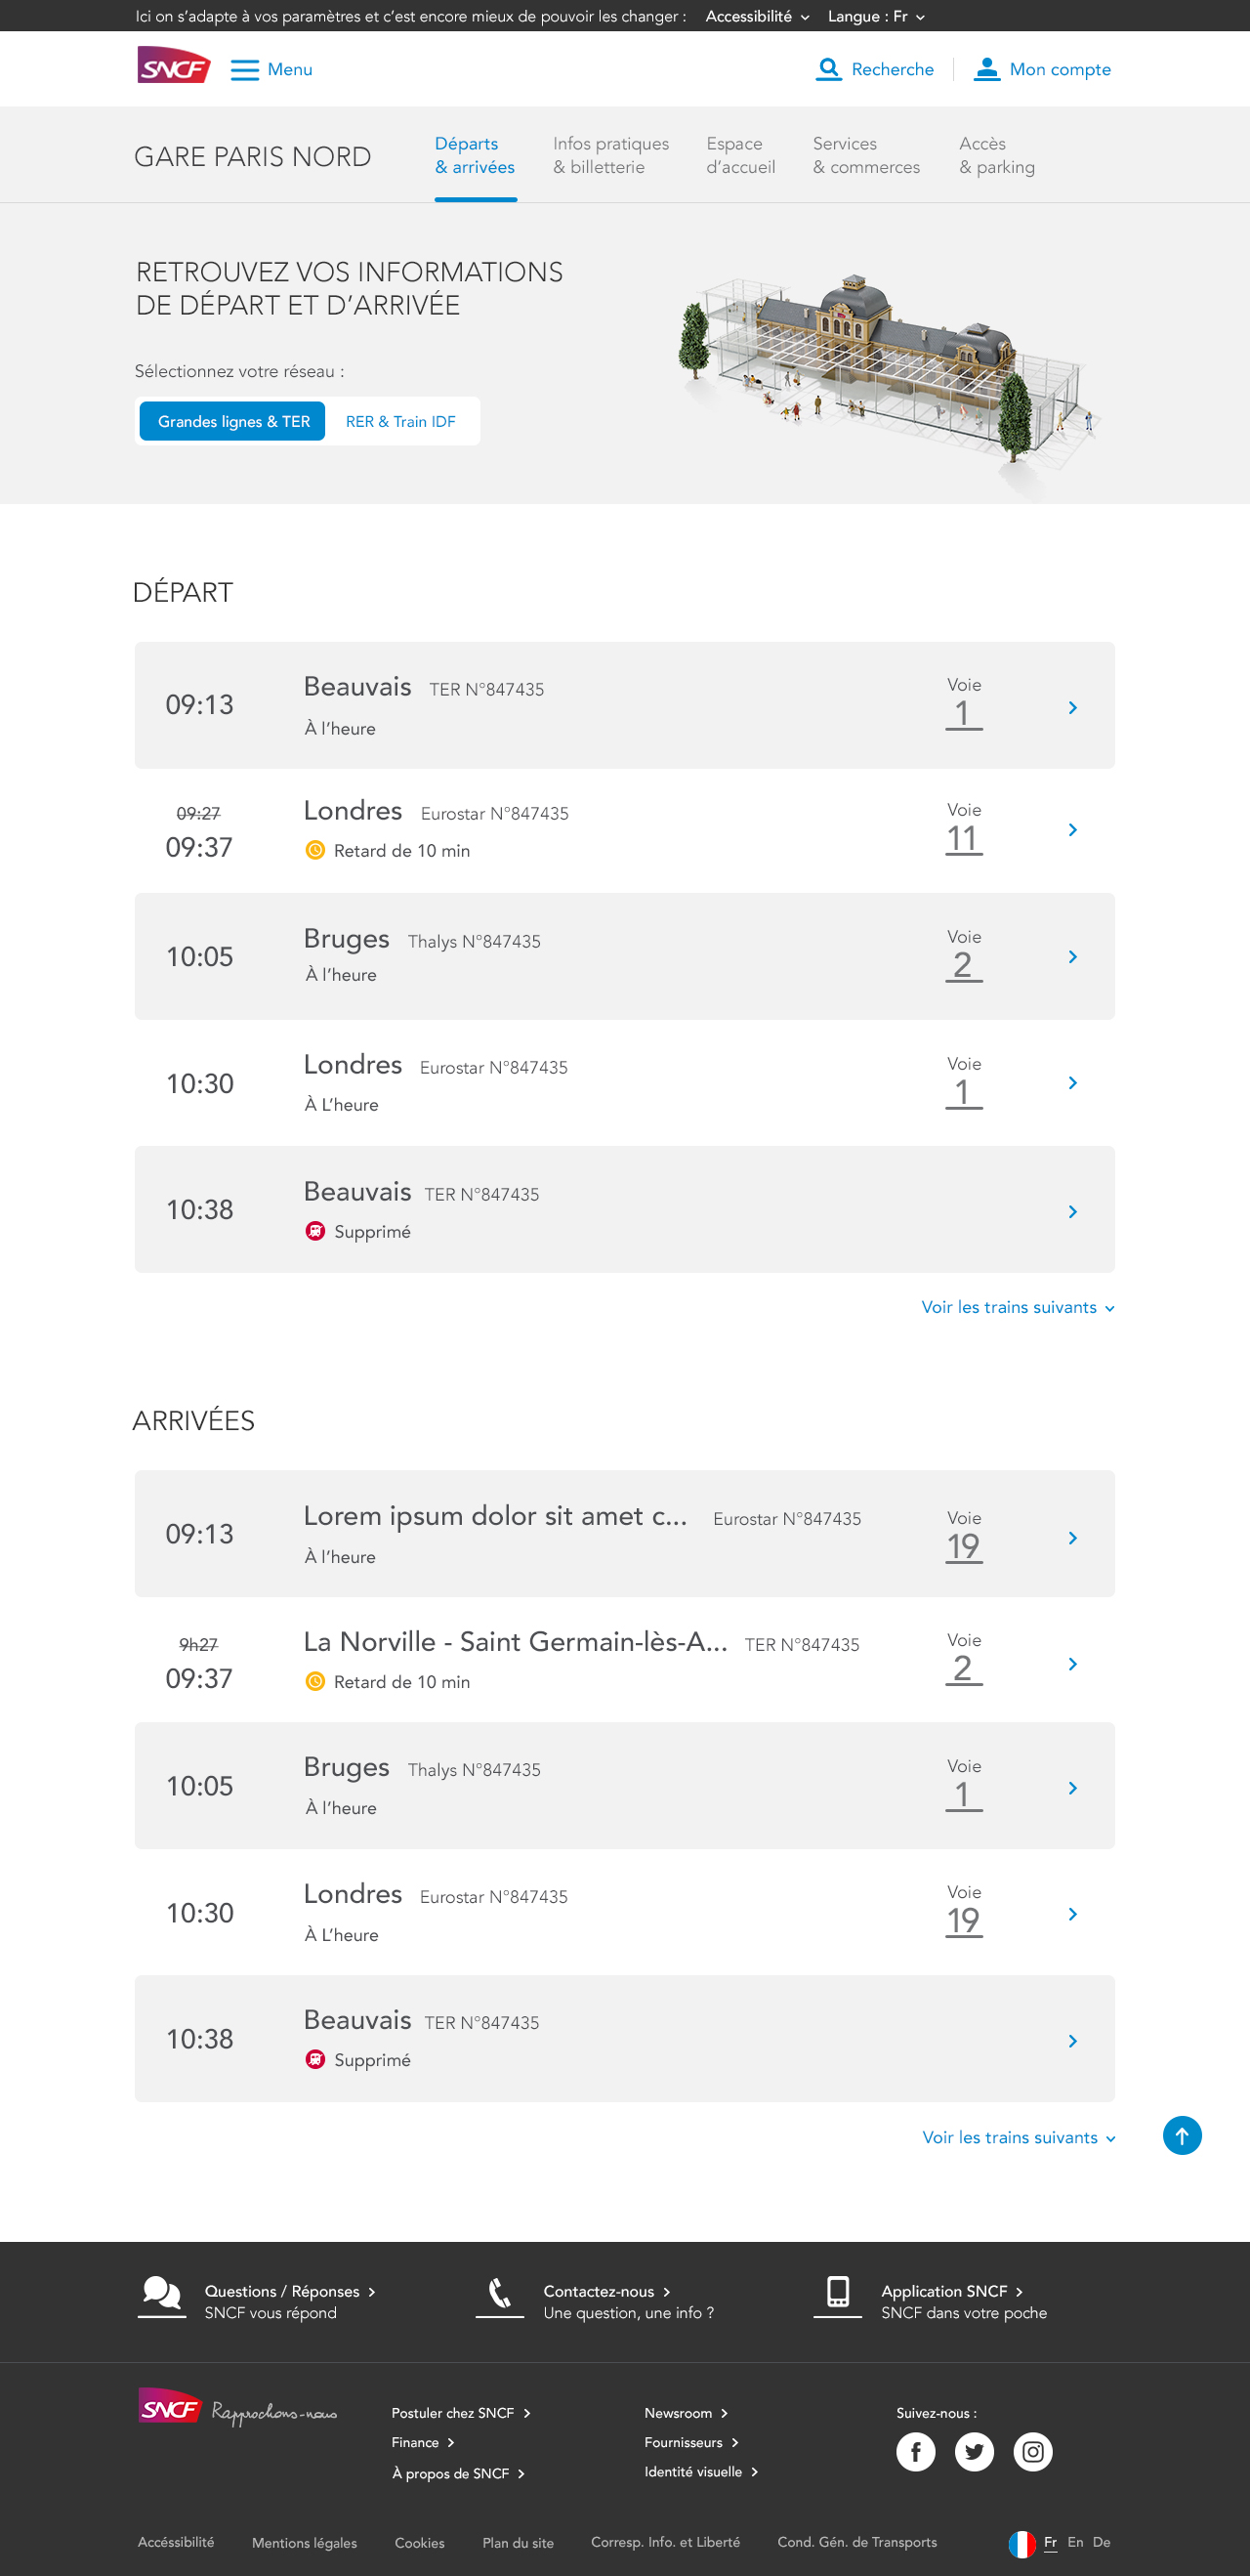 Ici on s’adapte à vos paramètres et c’est encore mieux de pouvoir les changer : Accessibilité Langue : Fr
SNCF Menu Recherche Mon compte
GARE PARIS NORD
Départs
& arrivées
Infos pratiques
& billetterie
Espace
d’accueil
Services
& commerces
Accès
& parking
RETROUVEZ VOS INFORMATIONS
DE DÉPART ET D’ARRIVÉE
Sélectionnez votre réseau :
Grandes lignes & TER RER & Train IDF
DÉPART
09:13
Beauvais TER N°847435
À l’heure
Voie
1
09:27
09:37
Londres Eurostar N°847435
Retard de 10 min
Voie
11
10:05
Bruges Thalys N°847435
À l’heure
Voie
2
10:30
Londres Eurostar N°847435
À L’heure
Voie
1
10:38
Beauvais TER N°847435
Supprimé
Voir les trains suivants
ARRIVÉES
09:13
Lorem ipsum dolor sit amet c... Eurostar N°847435
À l’heure
Voie
19
9h27
09:37
La Norville - Saint Germain-lès-A... TER N°847435
Retard de 10 min
Voie
2
10:05
Bruges Thalys N°847435
À l’heure
Voie
1
10:30
Londres Eurostar N°847435
À L’heure
Voie
19
10:38
Beauvais TER N°847435
Supprimé
Voir les trains suivants
Questions / Réponses
SNCF vous répond
Contactez-nous
Une question, une info ?
Application SNCF
SNCF dans votre poche
SNCF Rapprochons-nous
Postuler chez SNCF
Finance
À propos de SNCF
Newsroom
Fournisseurs
Identité visuelle
Suivez-nous :
Accésibilité Mentions légales Cookies Plan du site Corresp. Info. et Liberté Cond. Gén. de Transports Fr En De